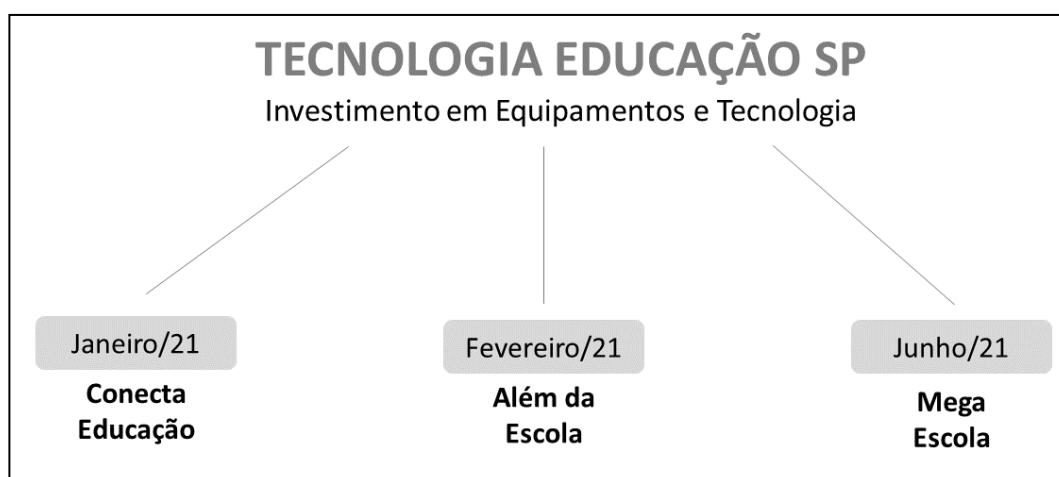 TECNOLOGIA EDUCAÇÃO SP
Investimento em Equipamentos e Tecnologia
Janeiro/21
Conecta
Educação
Fevereiro/21
Além da
Escola
Junho/21
Mega
Escola